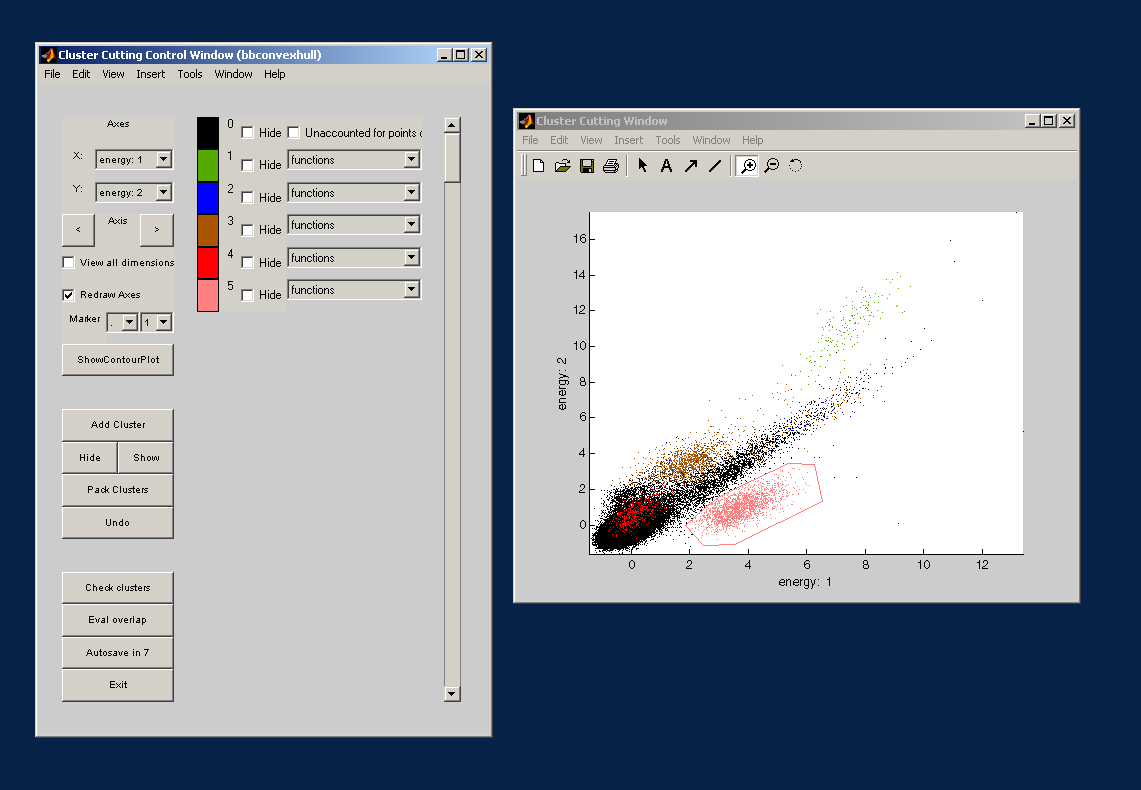 Cluster Cutting Control Window (bbconvexhull)
File Edit View Insert Tools Window Help
Axes
X: energy: 1
Y: energy: 2
< Axis >
View all dimensions
Redraw Axes
Marker . 1
ShowContourPlot
Add Cluster
Hide Show
Pack Clusters
Undo
Check clusters
Eval overlap
Autosave in 7
Exit
0 Hide Unaccounted for points
1 Hide functions
2 Hide functions
3 Hide functions
4 Hide functions
5 Hide functions
Cluster Cutting Window
File Edit View Insert Tools Window Help
A
16
14
12
10
8
6
4
2
0
energy: 2
0 2 4 6 8 10 12
energy: 1